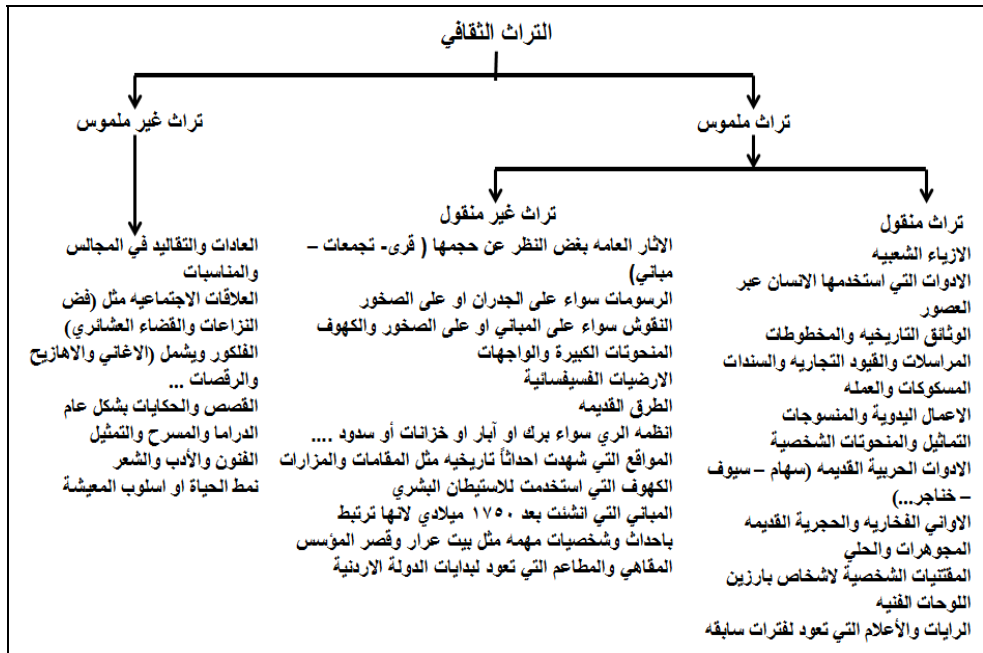 التراث الثقافي
تراث ملموس
تراث غير ملموس
تراث منقول
الازياء الشعبيه
الادوات التي استخدمها الانسان عبر
العصور
الوثائق التاريخيه والمخطوطات
المراسلات والقيود التجاريه والسندات
المسكوكات والعمله
الاعمال اليدوية والمنسوجات
التماثيل والمنحوتات الشخصية
الادوات الحربية القديمه (سهام – سيوف
– خناجر...)
الاواني الفخاريه والحجرية القديمه
المجوهرات والحلي
المقتنيات الشخصية لاشخاص بارزين
اللوحات الفنيه
الرايات والأعلام التي تعود لفترات سابقه
تراث غير منقول
الاثار العامه بغض النظر عن حجمها ( قرى- تجمعات –
مباني)
الرسومات سواء على الجدران او على الصخور
النقوش سواء على المباني او على الصخور والكهوف
المنحوتات الكبيرة والواجهات
الارضيات الفسيفسائية
الطرق القديمه
انظمه الري سواء برك او آبار او خزانات أو سدود ....
المواقع التي شهدت احداثاً تاريخيه مثل المقامات والمزارات
الكهوف التي استخدمت للاستيطان البشري
المباني التي انشئت بعد ١٧٥٠ ميلادي لانها ترتبط
باحداث وشخصيات مهمه مثل بيت عرار وقصر المؤسس
المقاهي والمطاعم التي تعود لبدايات الدولة الاردنية
العادات والتقاليد في المجالس
والمناسبات
العلاقات الاجتماعيه مثل (فض
النزاعات والقضاء العشائري)
الفلكور ويشمل (الاغاني والاهازيح
والرقصات ...
القصص والحكايات بشكل عام
الدراما والمسرح والتمثيل
الفنون والأدب والشعر
نمط الحياة او اسلوب المعيشة